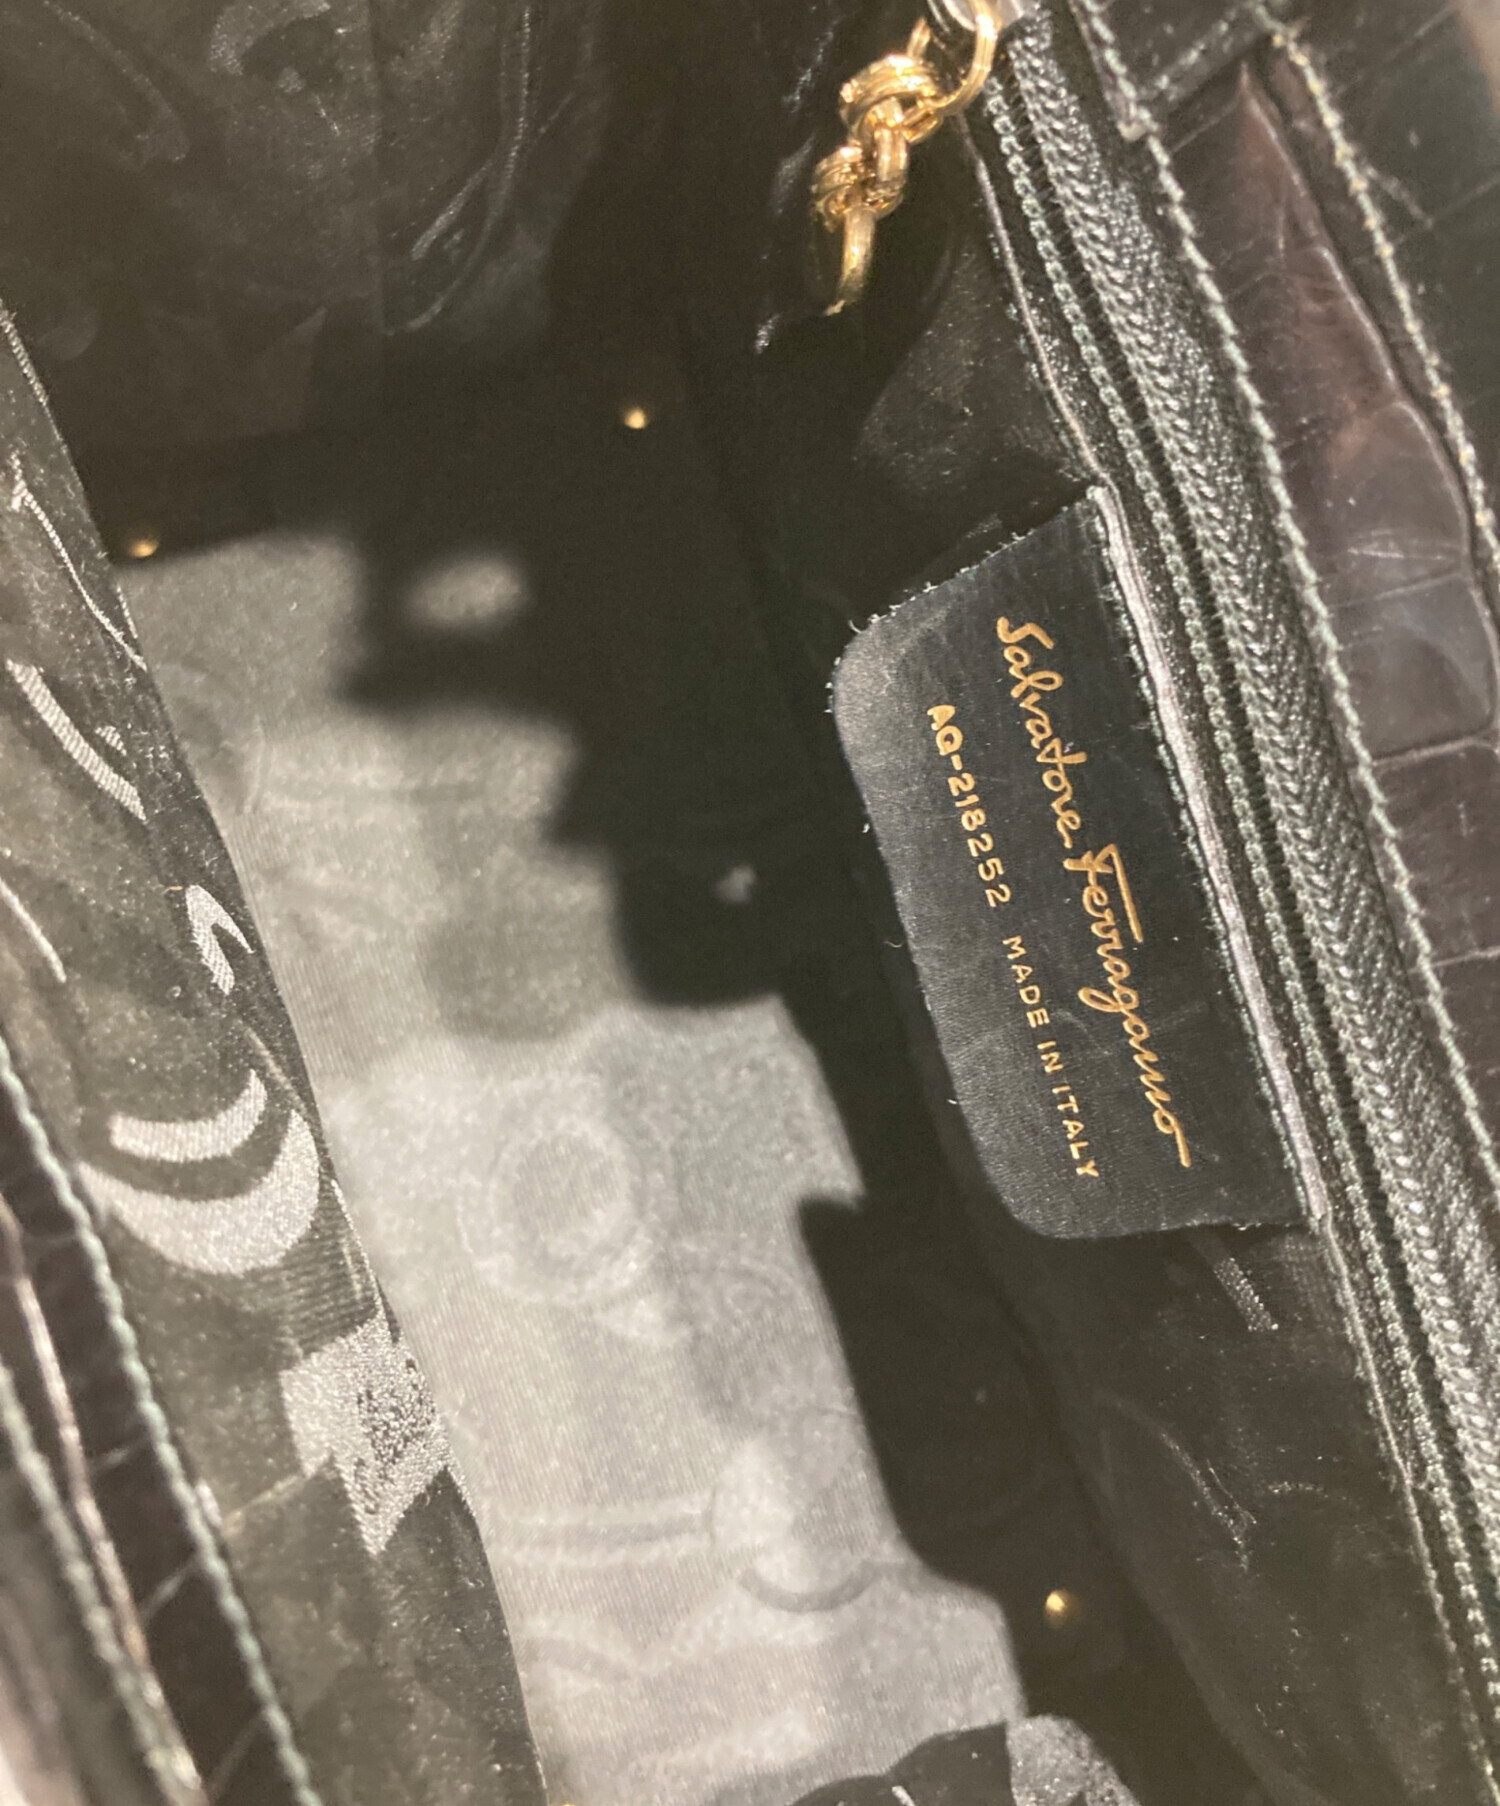 Salvatore Ferragamo
AQ-218252 MADE IN ITALY